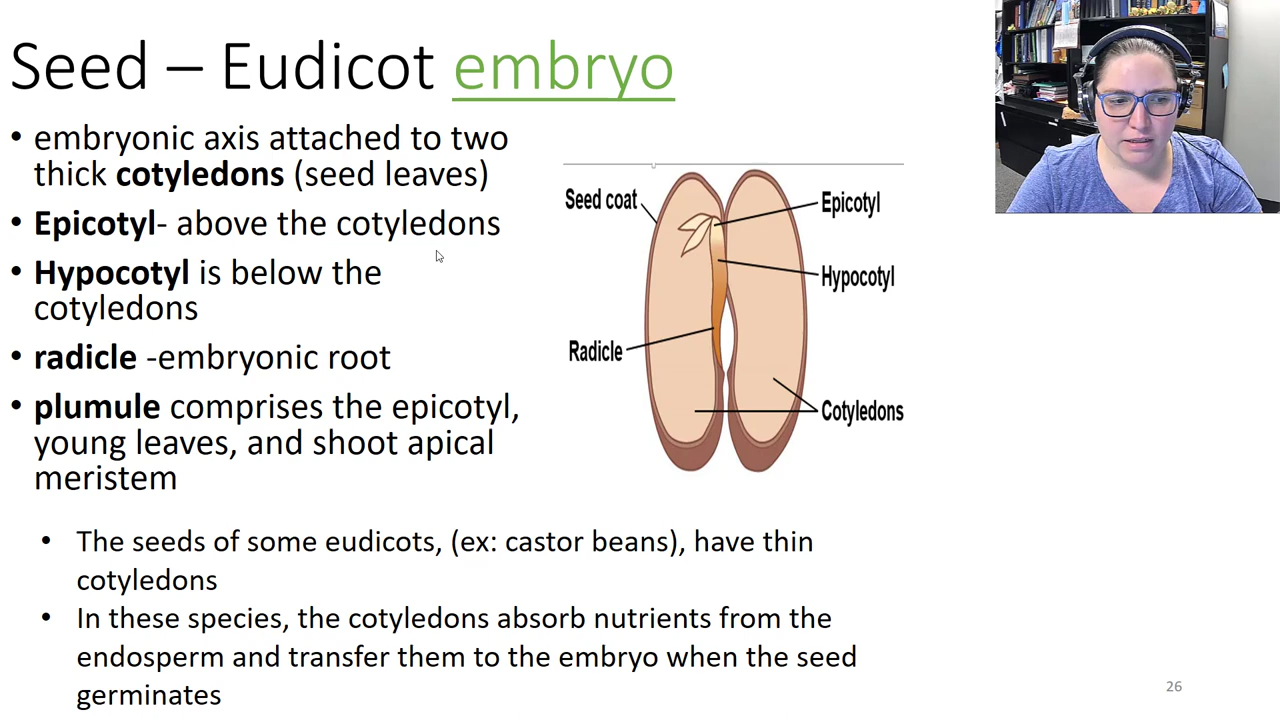 Seed – Eudicot embryo
• embryonic axis attached to two
thick cotyledons (seed leaves)
• Epicotyl- above the cotyledons
• Hypocotyl is below the
cotyledons
• radicle -embryonic root
• plumule comprises the epicotyl,
young leaves, and shoot apical
meristem
Seed coat
Epicotyl
Hypocotyl
Radicle
Cotyledons
• The seeds of some eudicots, (ex: castor beans), have thin
cotyledons
• In these species, the cotyledons absorb nutrients from the
endosperm and transfer them to the embryo when the seed
germinates
26